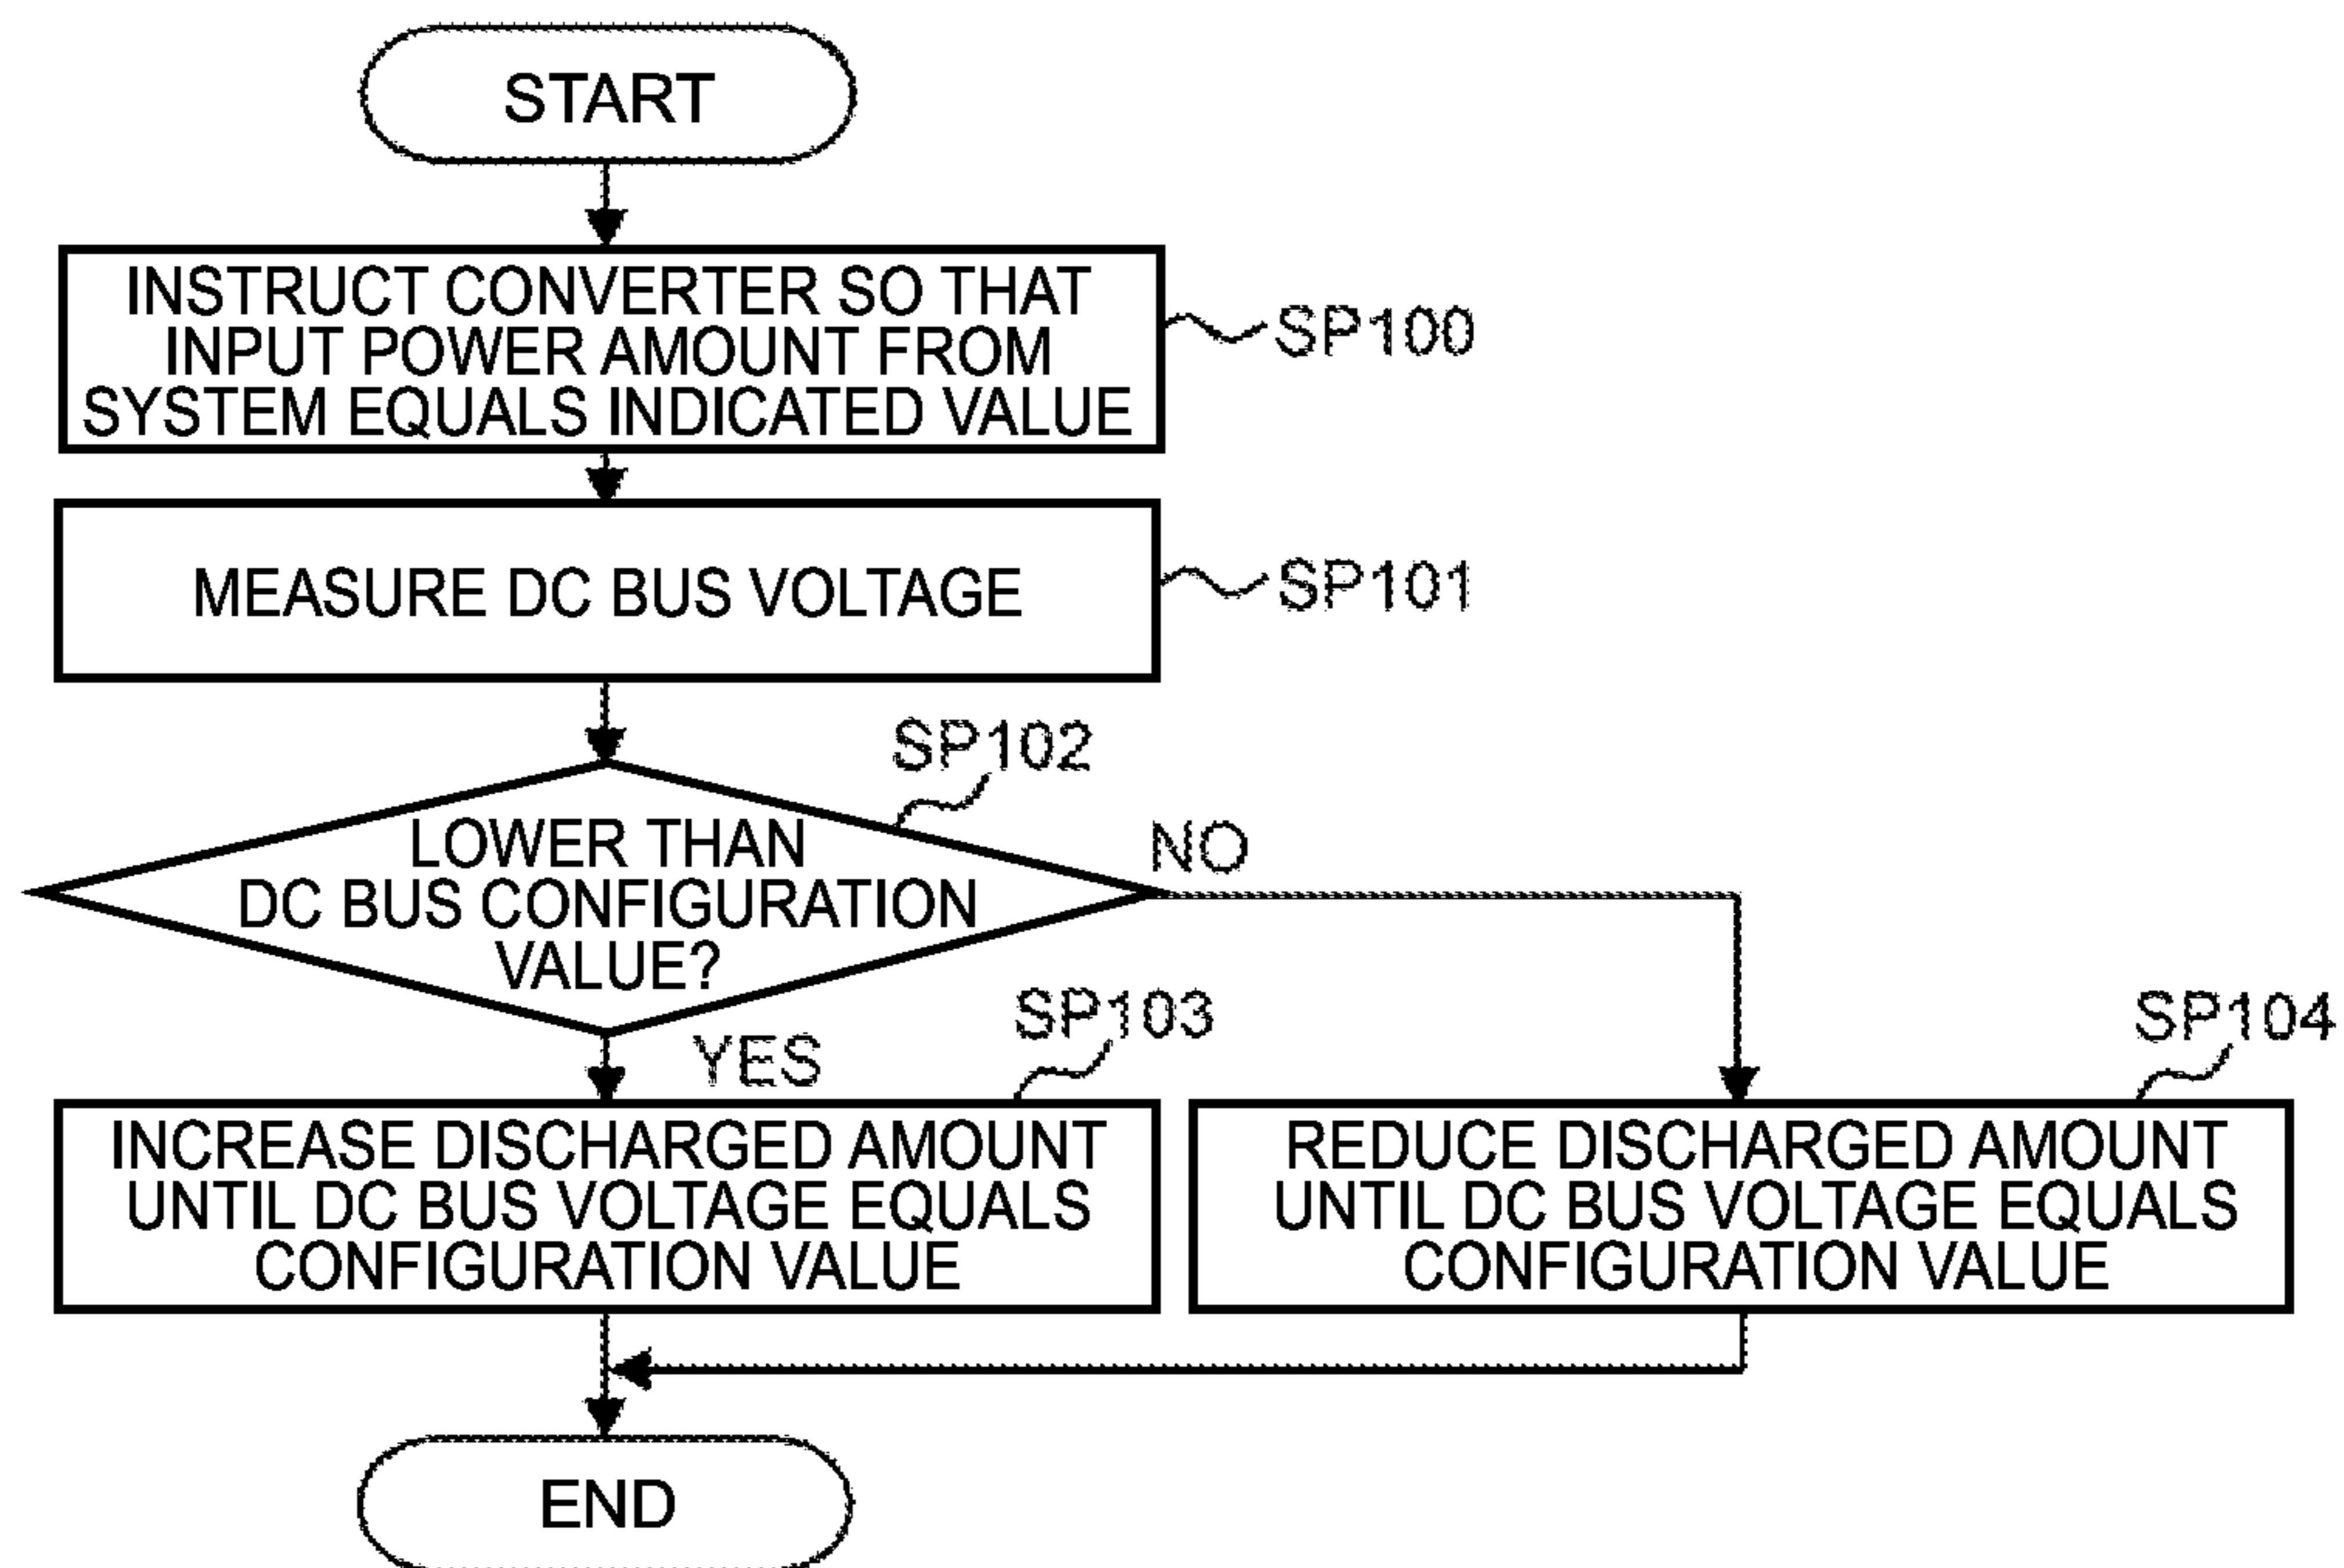 START
INSTRUCT CONVERTER SO THAT
INPUT POWER AMOUNT FROM
SYSTEM EQUALS INDICATED VALUE
SP100
MEASURE DC BUS VOLTAGE
SP101
SP102
LOWER THAN
DC BUS CONFIGURATION
VALUE?
NO
YES
SP103
INCREASE DISCHARGED AMOUNT
UNTIL DC BUS VOLTAGE EQUALS
CONFIGURATION VALUE
SP104
REDUCE DISCHARGED AMOUNT
UNTIL DC BUS VOLTAGE EQUALS
CONFIGURATION VALUE
END